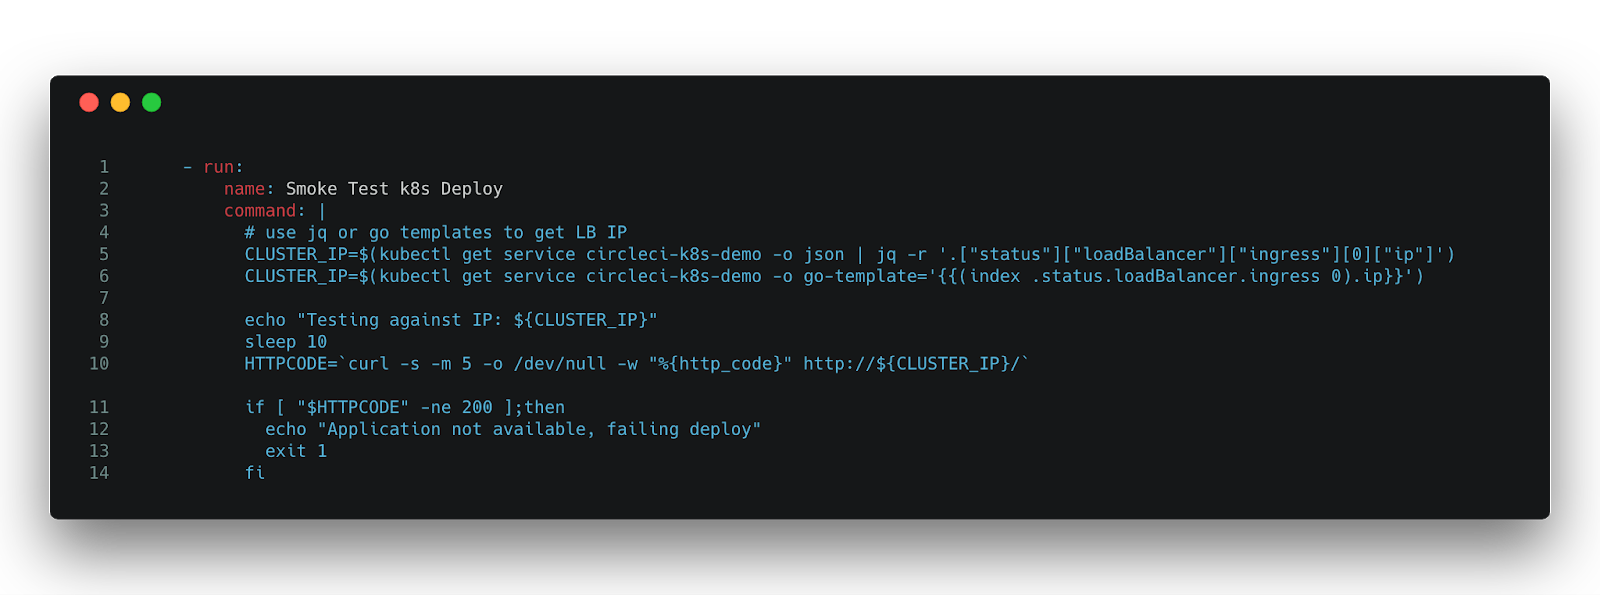 1 - run:
2 name: Smoke Test k8s Deploy
3 command: |
4 # use jq or go templates to get LB IP
5 CLUSTER_IP=$(kubectl get service circleci-k8s-demo -o json | jq -r '.["status"]["loadBalancer"]["ingress"][0]["ip"]')
6 CLUSTER_IP=$(kubectl get service circleci-k8s-demo -o go-template='{{(index .status.loadBalancer.ingress 0).ip}}')
7
8 echo "Testing against IP: ${CLUSTER_IP}"
9 sleep 10
10 HTTPCODE=`curl -s -m 5 -o /dev/null -w "%{http_code}" http://${CLUSTER_IP}/`
11 if [ "$HTTPCODE" -ne 200 ];then
12 echo "Application not available, failing deploy"
13 exit 1
14 fi